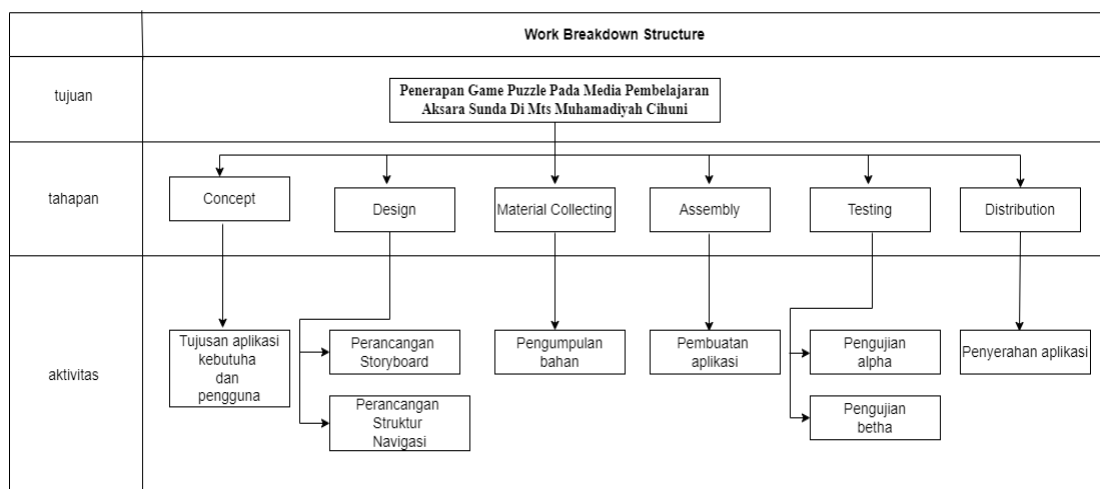 Work Breakdown Structure
tujuan
Penerapan Game Puzzle Pada Media Pembelajaran
Aksara Sunda Di Mts Muhamadiyah Cihuni
tahapan
Concept
Design
Material Collecting
Assembly
Testing
Distribution
aktivitas
Tujusan aplikasi
kebutuha
dan
pengguna
Perancangan
Storyboard
Perancangan
Struktur
Navigasi
Pengumpulan
bahan
Pembuatan
aplikasi
Pengujian
alpha
Pengujian
betha
Penyerahan aplikasi